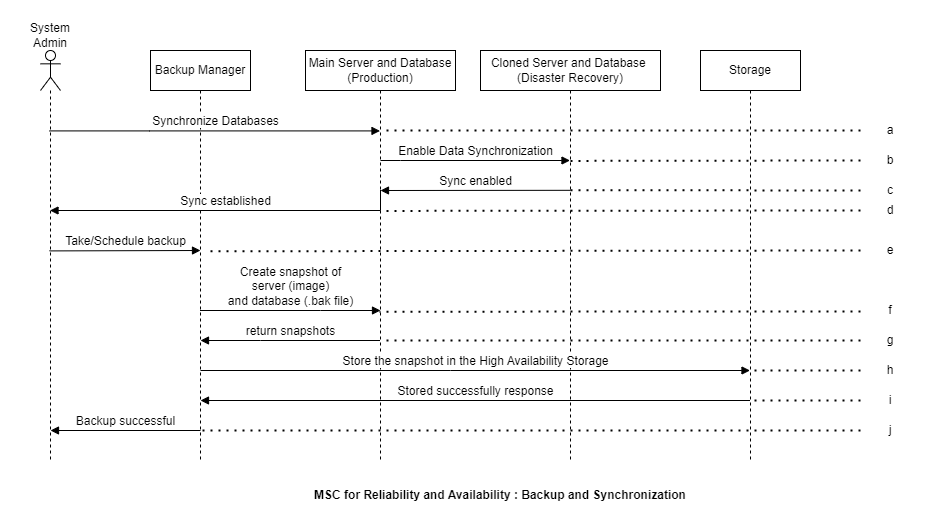 System
Admin
Backup Manager
Main Server and Database
(Production)
Cloned Server and Database
(Disaster Recovery)
Storage
Synchronize Databases
a
Enable Data Synchronization
b
Sync enabled
c
Sync established
d
Take/Schedule backup
e
Create snapshot of
server (image)
and database (.bak file)
f
return snapshots
g
Store the snapshot in the High Availability Storage
h
Stored successfully response
i
Backup successful
j
MSC for Reliability and Availability : Backup and Synchronization